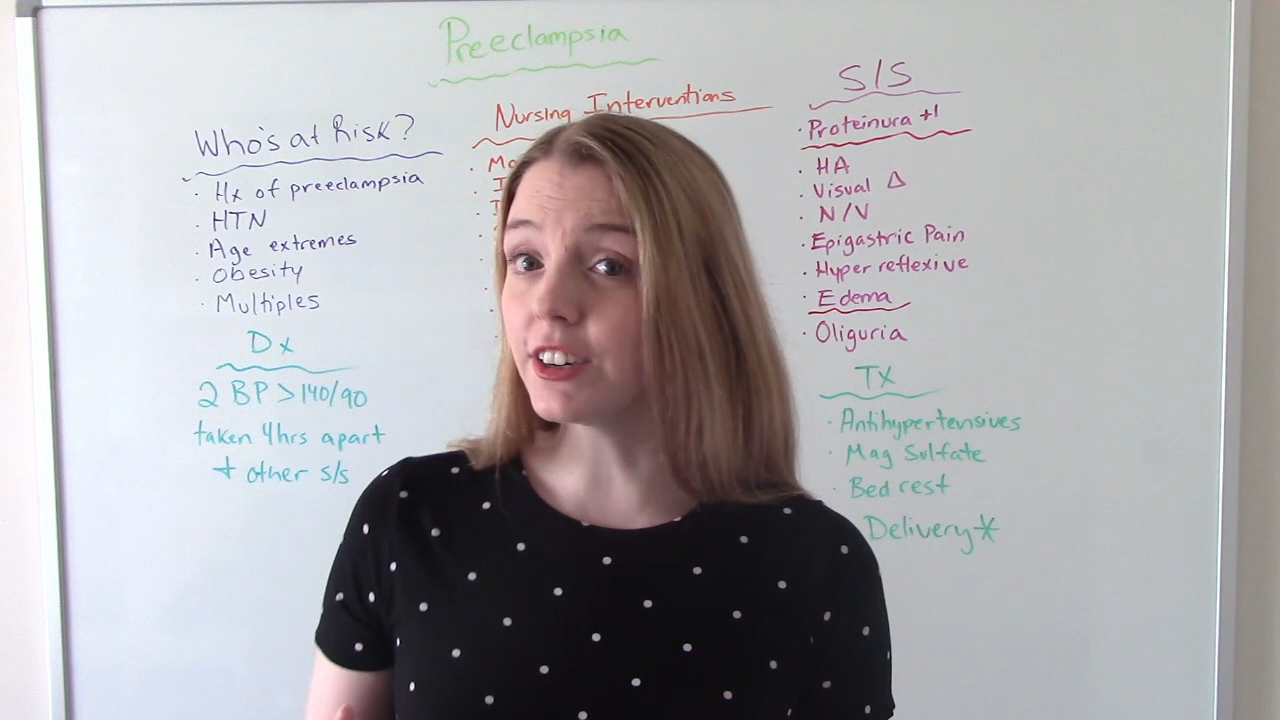 Preeclampsia
Who's at Risk?
· Hx of preeclampsia
· HTN
· Age extremes
· Obesity
· Multiples
Dx
2 BP > 140/90
taken 4hrs apart
+ other s/s
Nursing Interventions
S/S
· Proteinura +1
· HA
· Visual Δ
· N/V
· Epigastric Pain
· Hyper reflexive
· Edema
· Oliguria
TX
· Antihypertensives
· Mag Sulfate
· Bed rest
Delivery*